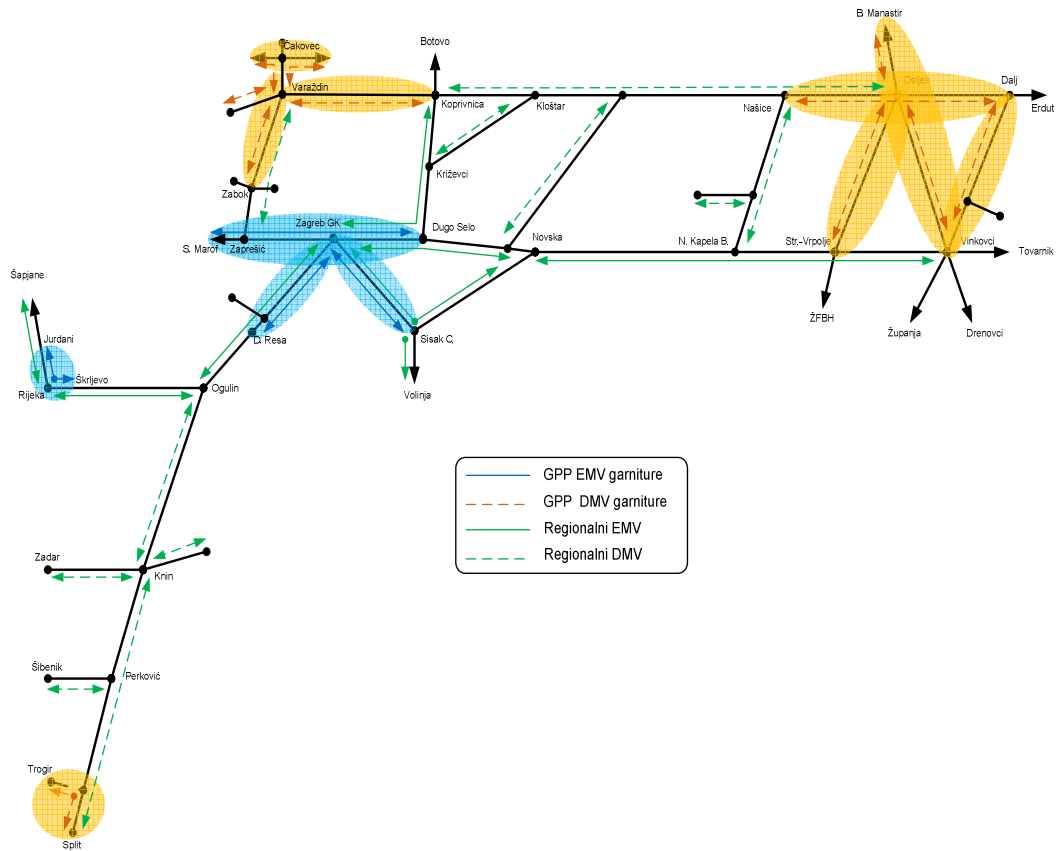 B. Manastir
Čakovec
Botovo
Varaždin
Koprivnica
Kloštar
Našice
Osijek
Dalj
Erdut
Križevci
Zabok
Zagreb GK
Dugo Selo
S. Marof
Zaprešić
Novska
N. Kapela B.
Str.-Vrpolje
Vinkovci
Tovarnik
Šapjane
ŽFBH
Županja
Drenovci
Jurdani
D. Resa
Sisak C.
Škrljevo
Rijeka
Ogulin
Volinja
GPP EMV garniture
GPP DMV garniture
Regionalni EMV
Regionalni DMV
Zadar
Knin
Šibenik
Perković
Trogir
Split